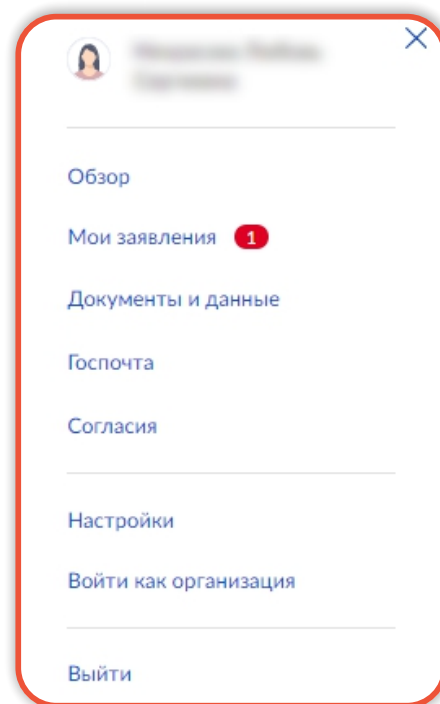 Обзор
Мои заявления 1
Документы и данные
Госпочта
Согласия
Настройки
Войти как организация
Выйти